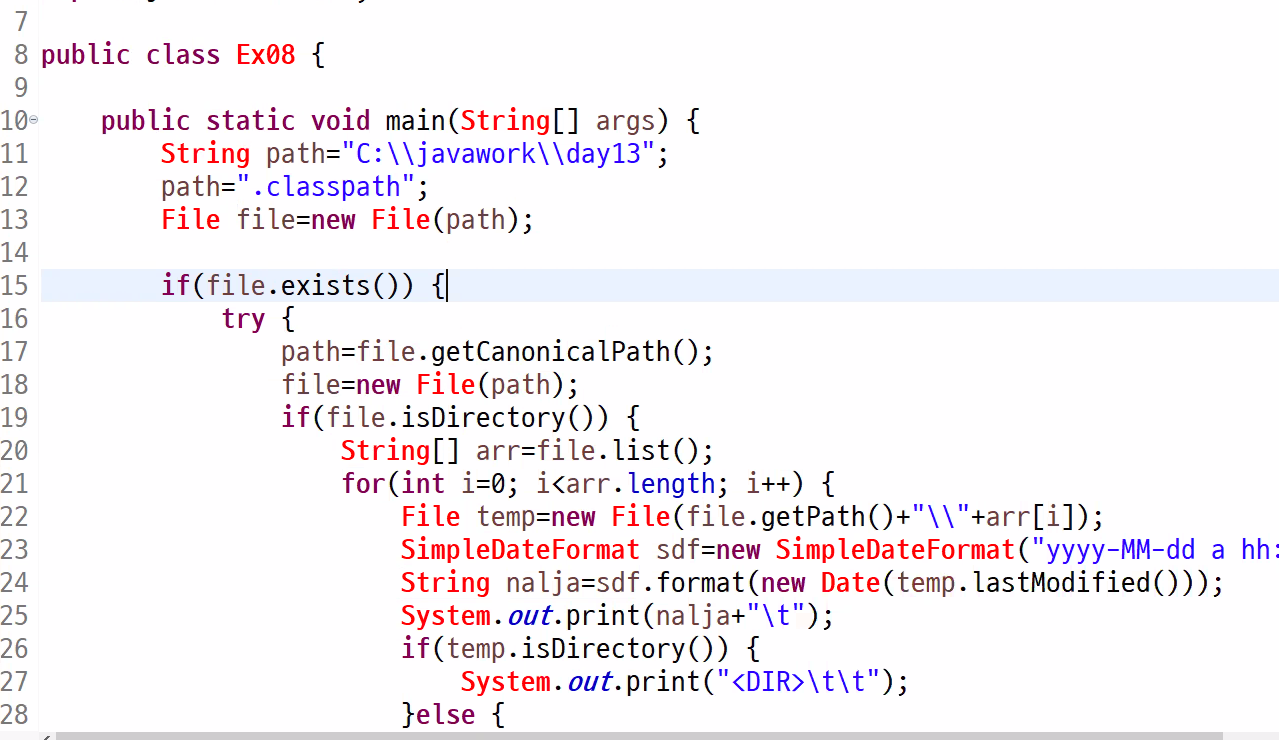 7
8 public class Ex08 {
9
10 public static void main(String[] args) {
11 String path="C:\\javawork\\day13";
12 path=".classpath";
13 File file=new File(path);
14
15 if(file.exists()) {
16 try {
17 path=file.getCanonicalPath();
18 file=new File(path);
19 if(file.isDirectory()) {
20 String[] arr=file.list();
21 for(int i=0; i<arr.length; i++) {
22 File temp=new File(file.getPath()+"\\"+arr[i]);
23 SimpleDateFormat sdf=new SimpleDateFormat("yyyy-MM-dd a hh:
24 String nalja=sdf.format(new Date(temp.lastModified()));
25 System.out.print(nalja+"\t");
26 if(temp.isDirectory()) {
27 System.out.print("<DIR>\t\t");
28 }else {